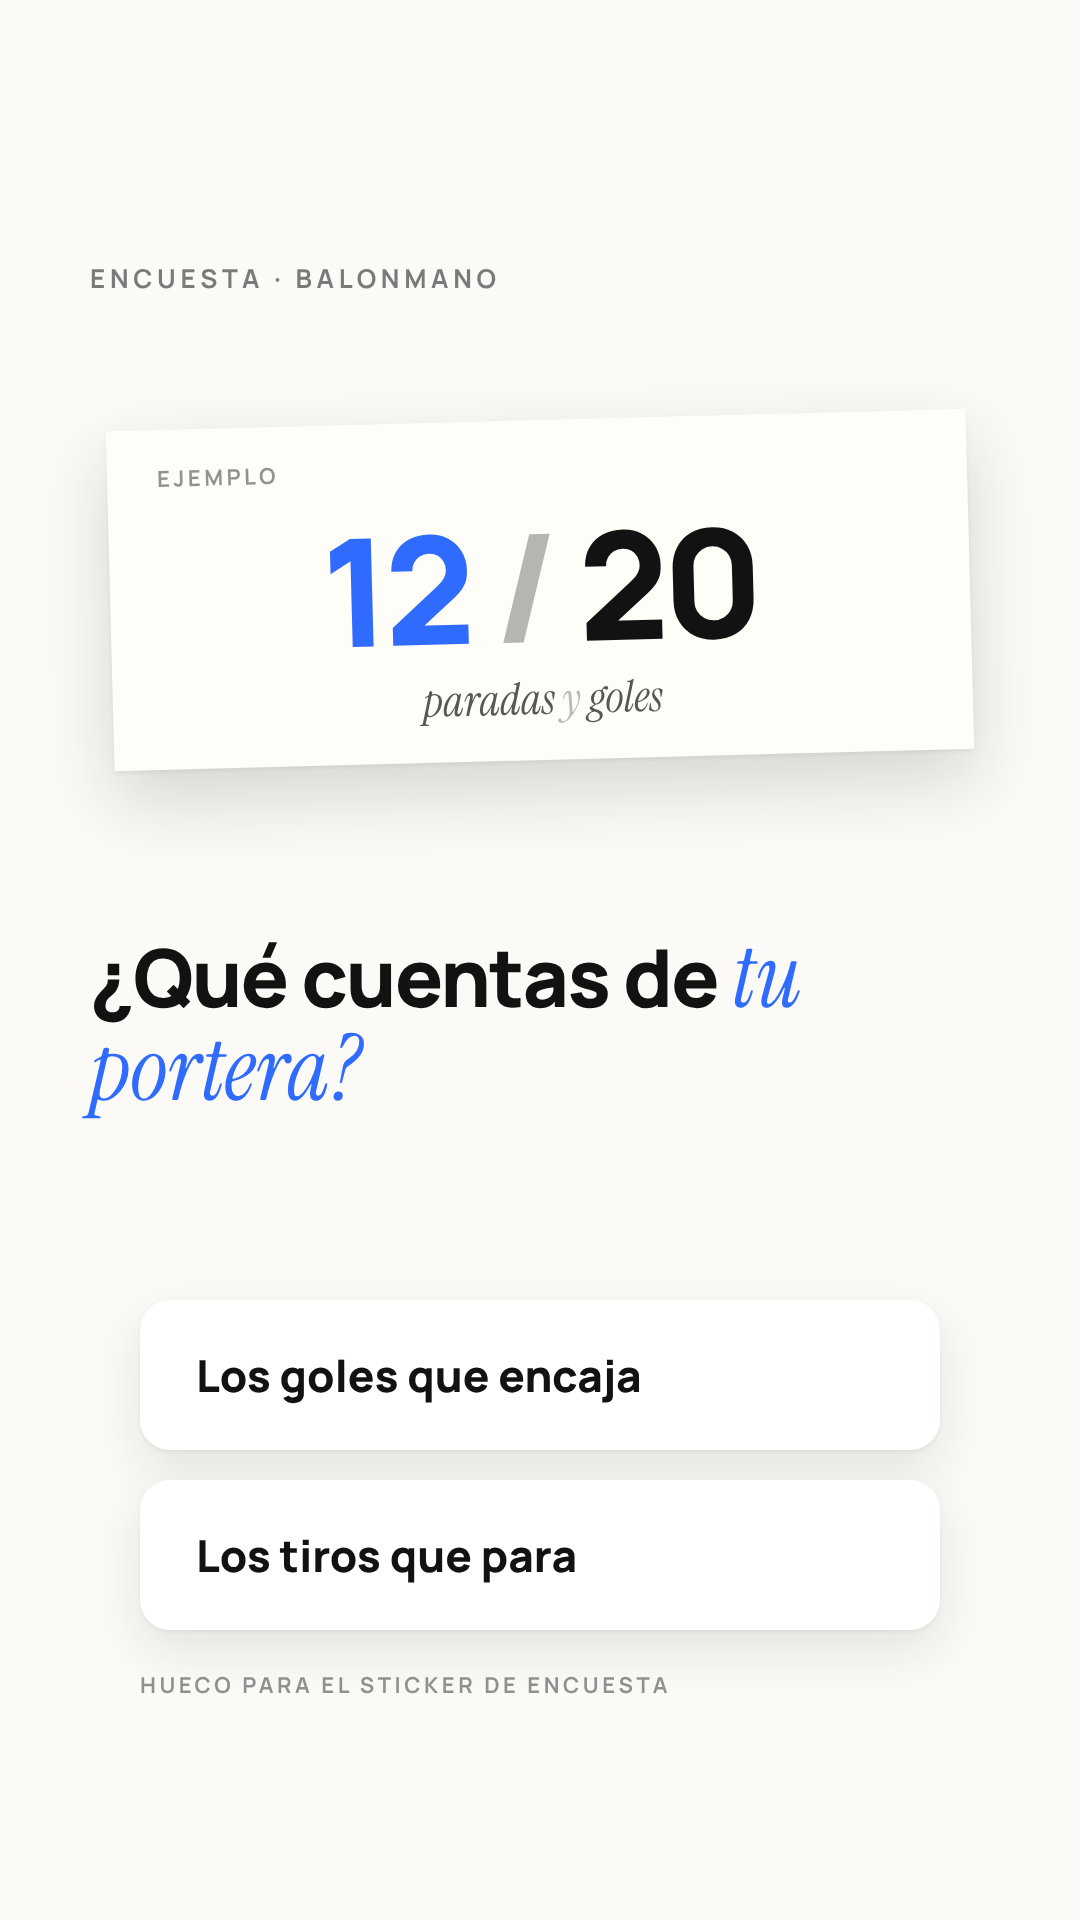 ENCUESTA · BALONMANO
EJEMPLO
12 / 20
paradas y goles
¿Qué cuentas de tu
portera?
Los goles que encaja
Los tiros que para
HUECO PARA EL STICKER DE ENCUESTA